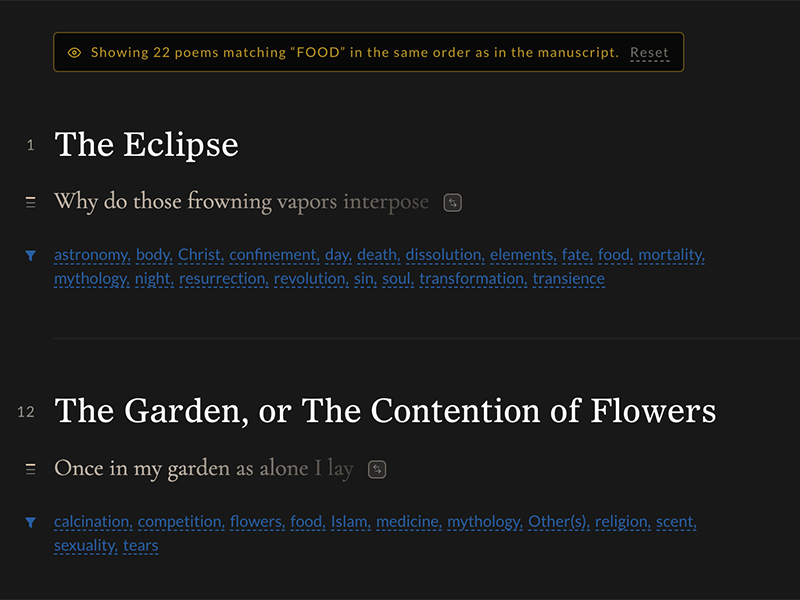 Showing 22 poems matching “FOOD” in the same order as in the manuscript. Reset
1 The Eclipse
Why do those frowning vapors interpose
astronomy, body, Christ, confinement, day, death, dissolution, elements, fate, food, mortality,
mythology, night, resurrection, revolution, sin, soul, transformation, transience
12 The Garden, or The Contention of Flowers
Once in my garden as alone I lay
calcination, competition, flowers, food, Islam, medicine, mythology, Other(s), religion, scent,
sexuality, tears